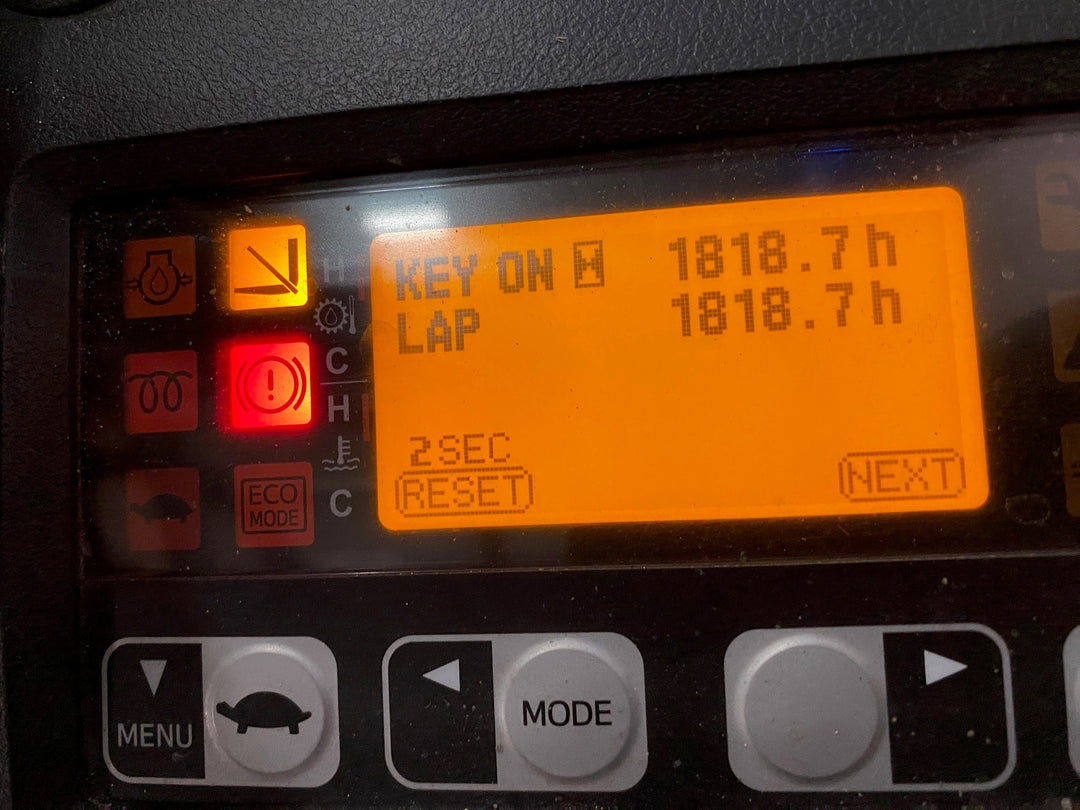 KEY ON H 1818.7h
LAP 1818.7h
2SEC
RESET
NEXT
H
C
H
C
ECO
MODE
MENU
MODE